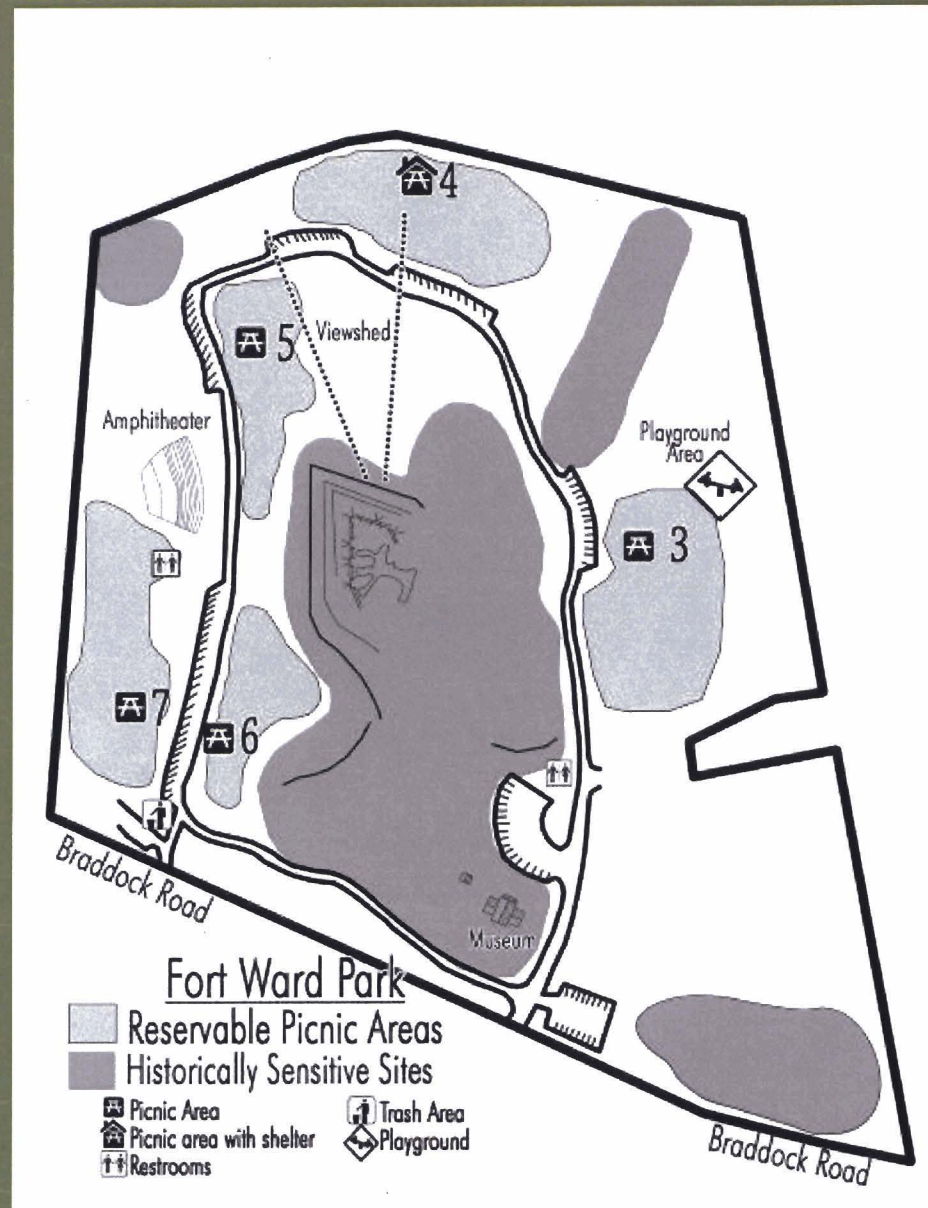 4
Viewshed
5
Amphitheater
Playground
Area
3
7
6
Braddock Road
Museum
Fort Ward Park
Reservable Picnic Areas
Historically Sensitive Sites
Picnic Area
Picnic area with shelter
Restrooms
Trash Area
Playground
Braddock Road